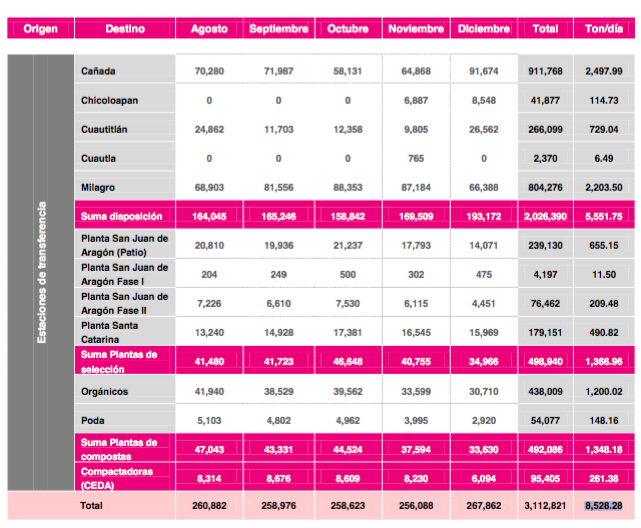 Origen Destino Agosto Septiembre Octubre Noviembre Diciembre Total Ton/día
Estaciones de transferencia
Cañada 70,280 71,987 58,131 64,868 91,674 911,768 2,497.99
Chicoloapan 0 0 0 6,887 8,548 41,877 114.73
Cuautitlán 24,862 11,703 12,358 9,805 26,562 266,099 729.04
Cuautla 0 0 0 765 0 2,370 6.49
Milagro 68,903 81,556 88,353 87,184 66,388 804,276 2,203.50
Suma disposición 164,045 165,246 158,842 169,509 193,172 2,026,390 5,551.75
Planta San Juan de
Aragón (Patio) 20,810 19,936 21,237 17,793 14,071 239,130 655.15
Planta San Juan de
Aragón Fase I 204 249 500 302 475 4,197 11.50
Planta San Juan de
Aragón Fase II 7,226 6,610 7,530 6,115 4,451 76,462 209.48
Planta Santa
Catarina 13,240 14,928 17,381 16,545 15,969 179,151 490.82
Suma Plantas de
selección 41,480 41,723 46,648 40,755 34,966 498,940 1,366.96
Orgánicos 41,940 38,529 39,562 33,599 30,710 438,009 1,200.02
Poda 5,103 4,802 4,962 3,995 2,920 54,077 148.16
Suma Plantas de
compostas 47,043 43,331 44,524 37,594 33,630 492,086 1,348.18
Compactadoras
(CEDA) 8,314 8,676 8,609 8,230 6,094 95,405 261.38
Total 260,882 258,976 258,623 256,088 267,862 3,112,821 8,528.28